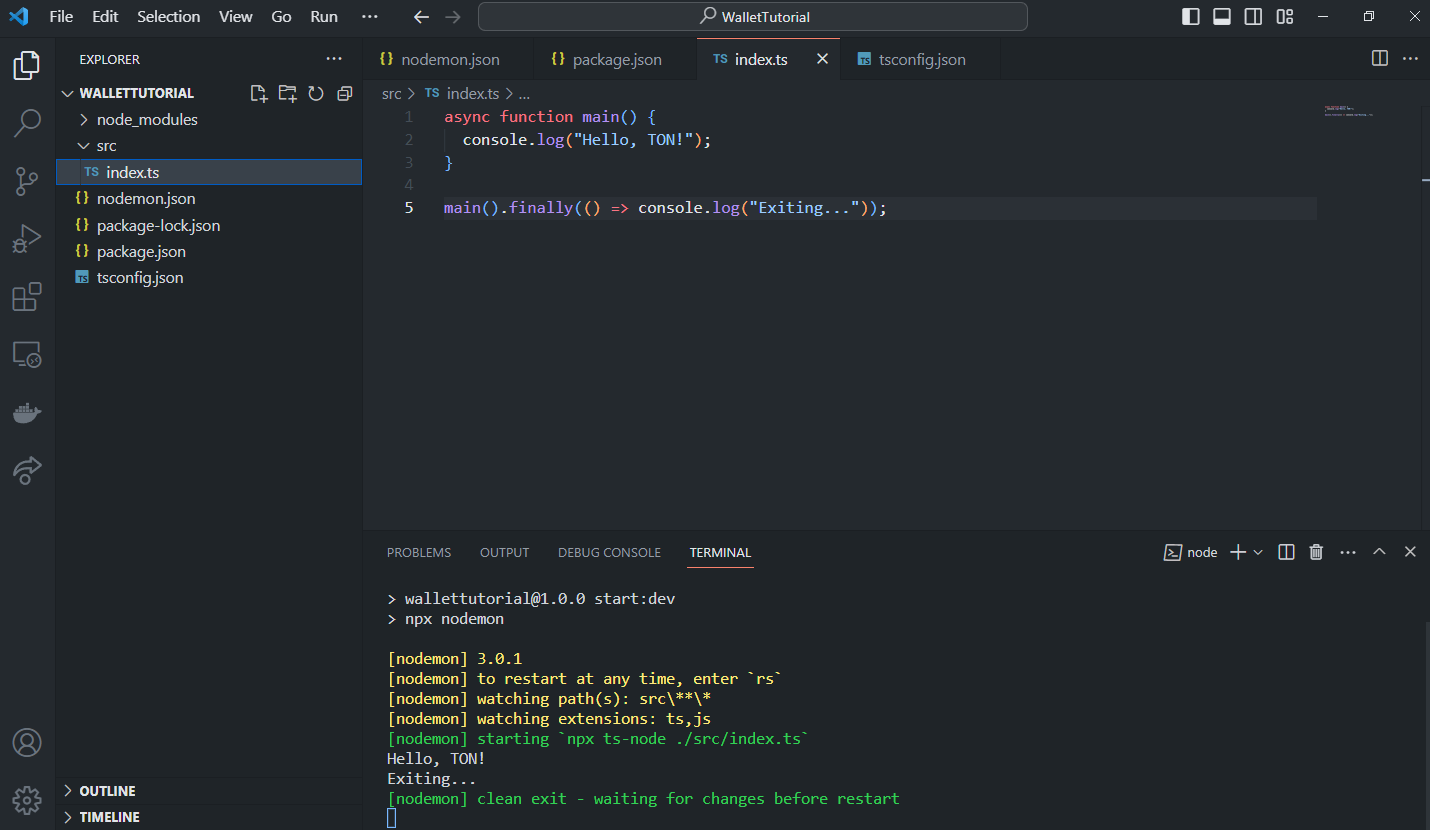 File Edit Selection View Go Run ··· WalletTutorial
EXPLORER ···
WALLETTUTORIAL
node_modules
src
TS index.ts
{} nodemon.json
{} package-lock.json
{} package.json
TS tsconfig.json
OUTLINE
TIMELINE
{} nodemon.json {} package.json TS index.ts TS tsconfig.json ···
src > TS index.ts > ...
1 async function main() {
2 console.log("Hello, TON!");
3 }
4
5 main().finally(() => console.log("Exiting..."));
PROBLEMS OUTPUT DEBUG CONSOLE TERMINAL node ···
> wallettutorial@1.0.0 start:dev
> npx nodemon
[nodemon] 3.0.1
[nodemon] to restart at any time, enter `rs`
[nodemon] watching path(s): src\**\*
[nodemon] watching extensions: ts,js
[nodemon] starting `npx ts-node ./src/index.ts`
Hello, TON!
Exiting...
[nodemon] clean exit - waiting for changes before restart